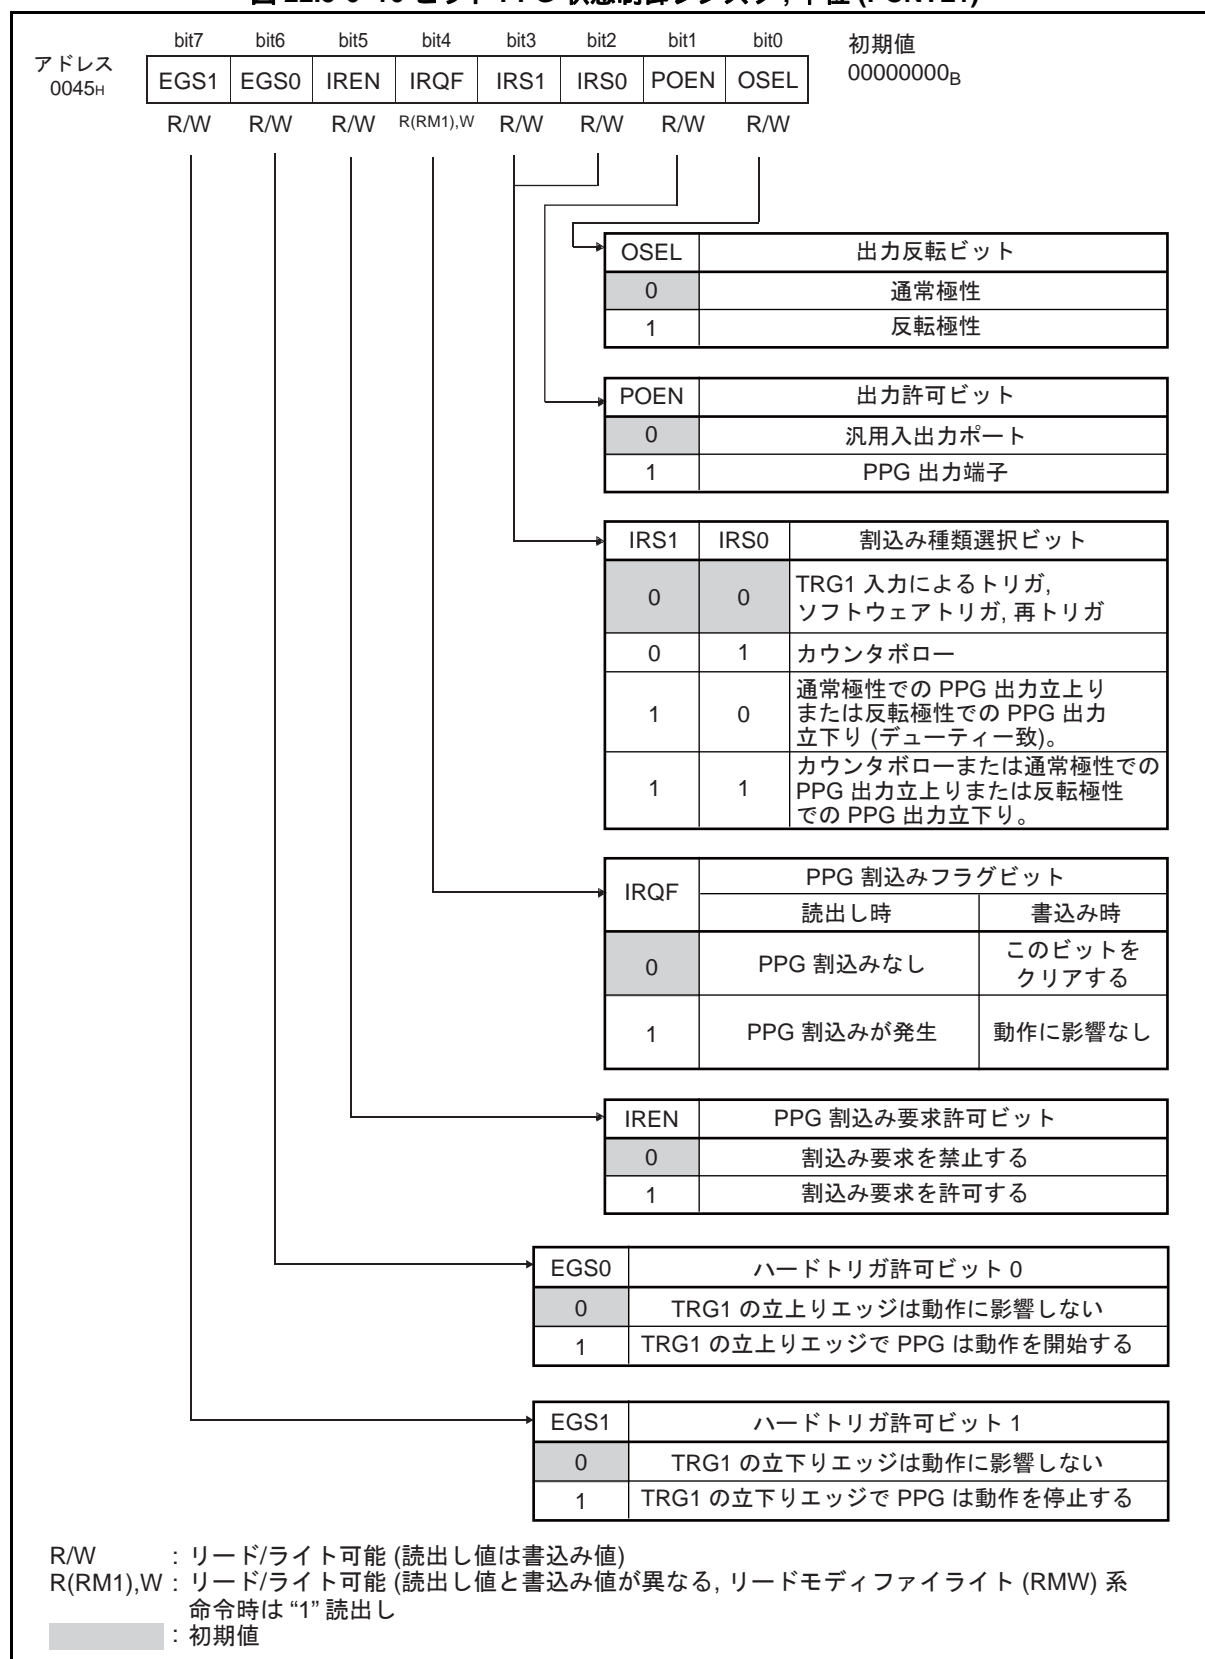 bit7 bit6 bit5 bit4 bit3 bit2 bit1 bit0 初期値
アドレス
0045H EGS1 EGS0 IREN IRQF IRS1 IRS0 POEN OSEL 00000000B
R/W R/W R/W R(RM1),W R/W R/W R/W R/W
OSEL 出力反転ビット
0 通常極性
1 反転極性
POEN 出力許可ビット
0 汎用入出力ポート
1 PPG 出力端子
IRS1 IRS0 割込み種類選択ビット
0 0 TRG1 入力によるトリガ,
ソフトウェアトリガ, 再トリガ
0 1 カウンタボロー
1 0 通常極性での PPG 出力立上り
または反転極性での PPG 出力
立下り (デューティ一致)。
1 1 カウンタボローまたは通常極性での
PPG 出力立上りまたは反転極性
での PPG 出力立下り。
IRQF PPG 割込みフラグビット
読出し時 書込み時
0 PPG 割込みなし このビットを
クリアする
1 PPG 割込みが発生 動作に影響なし
IREN PPG 割込み要求許可ビット
0 割込み要求を禁止する
1 割込み要求を許可する
EGS0 ハードトリガ許可ビット 0
0 TRG1 の立上りエッジは動作に影響しない
1 TRG1 の立上りエッジで PPG は動作を開始する
EGS1 ハードトリガ許可ビット 1
0 TRG1 の立下りエッジは動作に影響しない
1 TRG1 の立下りエッジで PPG は動作を停止する
R/W : リード/ライト可能 (読出し値は書込み値)
R(RM1),W : リード/ライト可能 (読出し値と書込み値が異なる, リードモディファイライト (RMW) 系
命令時は “1” 読出し
: 初期値